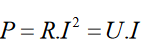 P = R.I² = U.I